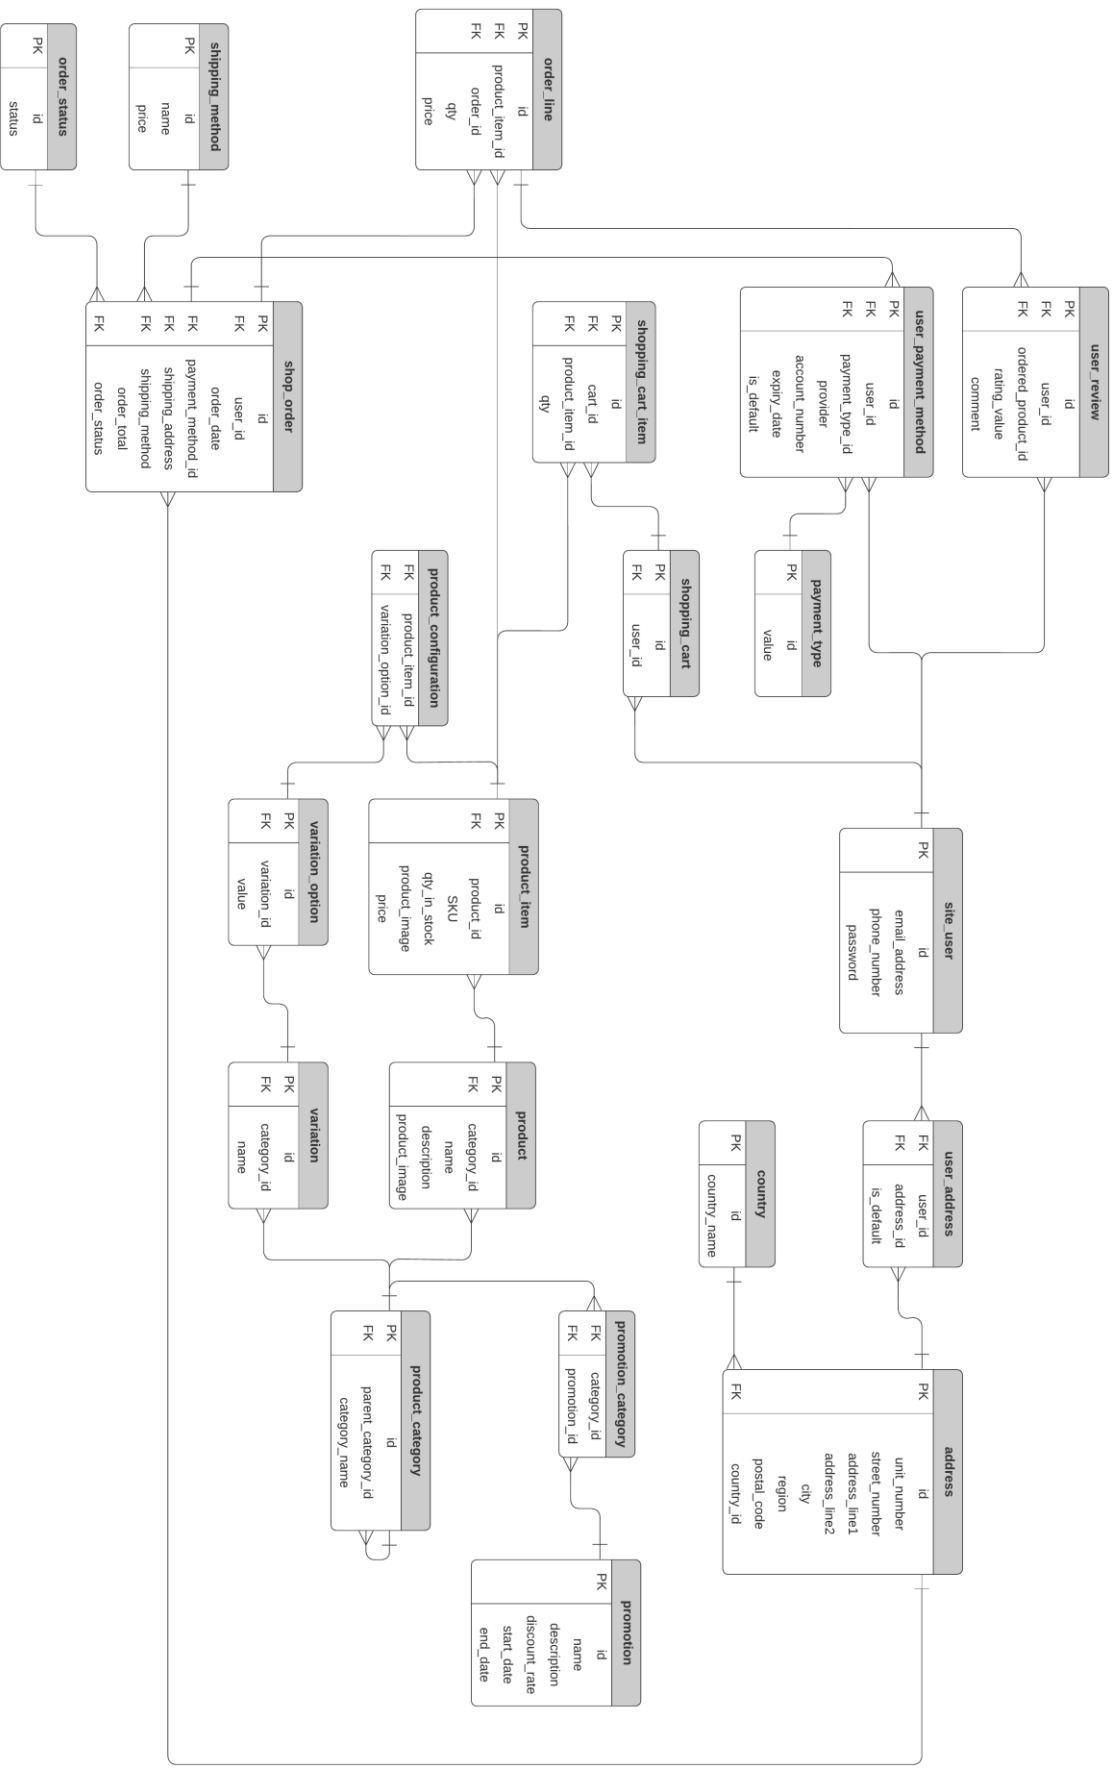 user_review
PK id
FK user_id
FK ordered_product_id
rating_value
comment
site_user
PK id
email_address
phone_number
password
user_address
FK user_id
FK address_id
is_default
address
PK id
unit_number
street_number
address_line1
address_line2
city
region
postal_code
FK country_id
user_payment_method
PK id
FK user_id
FK payment_type_id
provider
account_number
expiry_date
is_default
payment_type
PK id
value
country
PK id
country_name
shopping_cart
PK id
FK user_id
shopping_cart_item
PK id
FK cart_id
FK product_item_id
qty
promotion_category
FK category_id
FK promotion_id
promotion
PK id
name
description
discount_rate
start_date
end_date
order_line
PK id
FK product_item_id
FK order_id
qty
price
product_item
PK id
FK product_id
SKU
qty_in_stock
product_image
price
product
PK id
FK category_id
name
description
product_image
product_configuration
FK product_item_id
FK variation_option_id
product_category
PK id
FK parent_category_id
category_name
variation_option
PK id
FK variation_id
value
variation
PK id
FK category_id
name
shop_order
PK id
FK user_id
order_date
FK payment_method_id
FK shipping_address
FK shipping_method
order_total
FK order_status
shipping_method
PK id
name
price
order_status
PK id
status